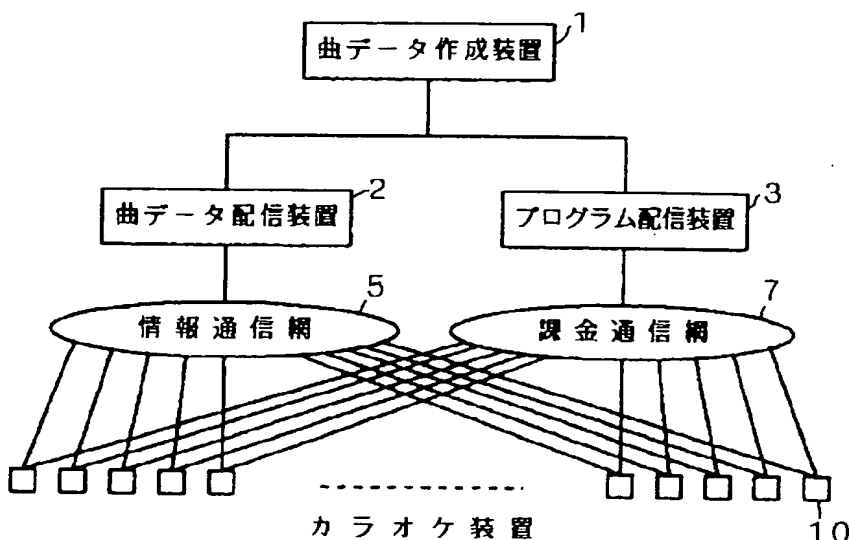 1
曲データ作成装置
2
曲データ配信装置
3
プログラム配信装置
5
情報通信網
7
課金通信網
カラオケ装置
10